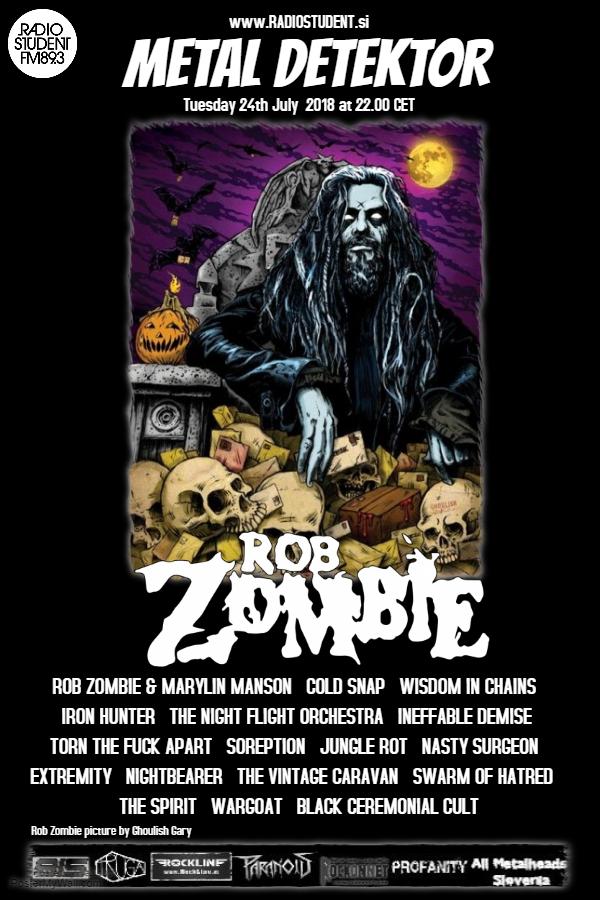 www.RADIOSTUDENT.si
RADIO
STUDENT
FM89.3
METAL DETEKTOR
Tuesday 24th July 2018 at 22.00 CET
ROB
ZOMBIE
ROB ZOMBIE & MARYLIN MANSON COLD SNAP WISDOM IN CHAINS
IRON HUNTER THE NIGHT FLIGHT ORCHESTRA INEFFABLE DEMISE
TORN THE FUCK APART SOREPTION JUNGLE ROT NASTY SURGEON
EXTREMITY NIGHTBEARER THE VINTAGE CARAVAN SWARM OF HATRED
THE SPIRIT WARGOAT BLACK CEREMONIAL CULT
Rob Zombie picture by Ghoulish Gary
ROCKLINE PARANOID ROCKONNET PROFANITY All Metalheads
Slovenia
PosterMyWall.com